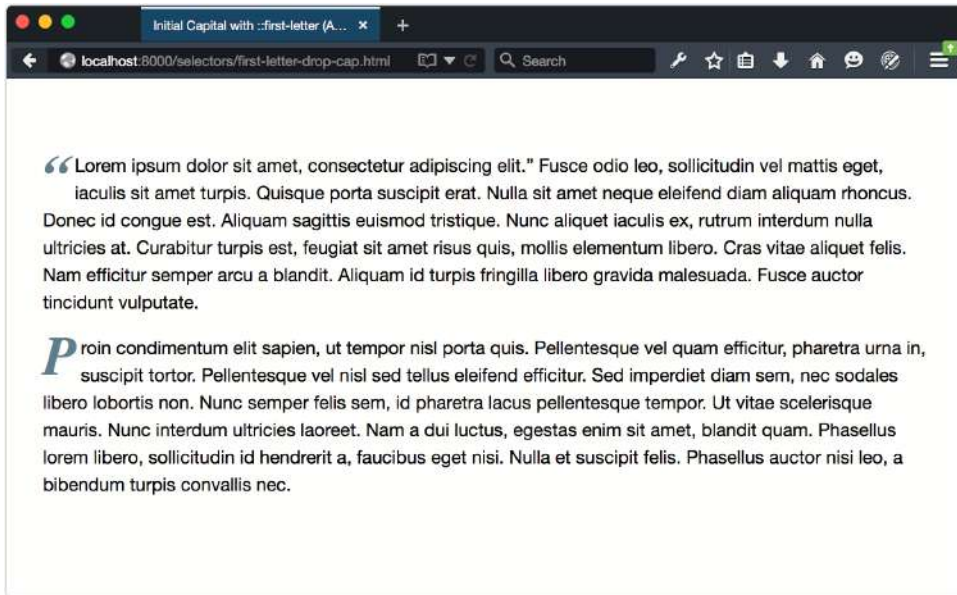 Initial Capital with ::first-letter (A...
localhost:8000/selectors/first-letter-drop-cap.html
Search
“Lorem ipsum dolor sit amet, consectetur adipiscing elit." Fusce odio leo, sollicitudin vel mattis eget,
iaculis sit amet turpis. Quisque porta suscipit erat. Nulla sit amet neque eleifend diam aliquam rhoncus.
Donec id congue est. Aliquam sagittis euismod tristique. Nunc aliquet iaculis ex, rutrum interdum nulla
ultricies at. Curabitur turpis est, feugiat sit amet risus quis, mollis elementum libero. Cras vitae aliquet felis.
Nam efficitur semper arcu a blandit. Aliquam id turpis fringilla libero gravida malesuada. Fusce auctor
tincidunt vulputate.
Proin condimentum elit sapien, ut tempor nisl porta quis. Pellentesque vel quam efficitur, pharetra urna in,
suscipit tortor. Pellentesque vel nisl sed tellus eleifend efficitur. Sed imperdiet diam sem, nec sodales
libero lobortis non. Nunc semper felis sem, id pharetra lacus pellentesque tempor. Ut vitae scelerisque
mauris. Nunc interdum ultricies laoreet. Nam a dui luctus, egestas enim sit amet, blandit quam. Phasellus
lorem libero, sollicitudin id hendrerit a, faucibus eget nisi. Nulla et suscipit felis. Phasellus auctor nisi leo, a
bibendum turpis convallis nec.